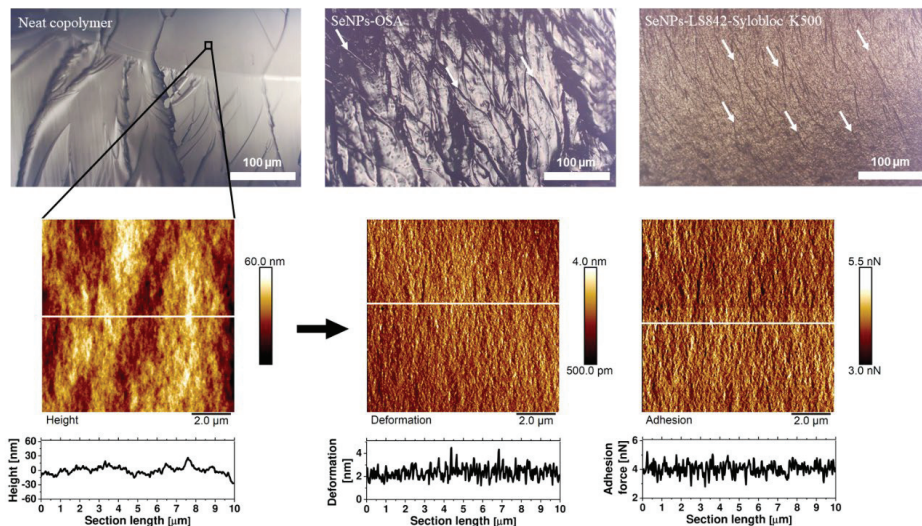 Neat copolymer
100 µm
SeNPs-OSA
100 µm
SeNPs-LS842-Sylobloc K500
100 µm
60.0 nm
Height
2.0 µm
4.0 nm
500.0 pm
Deformation
2.0 µm
5.5 nN
3.0 nN
Adhesion
2.0 µm
Height [nm]
60
30
0
-30
-60
0 1 2 3 4 5 6 7 8 9 10
Section length [µm]
Deformation
[nm]
6
4
2
0
0 1 2 3 4 5 6 7 8 9 10
Section length [µm]
Adhesion
force [nN]
6
4
2
0 1 2 3 4 5 6 7 8 9 10
Section length [µm]